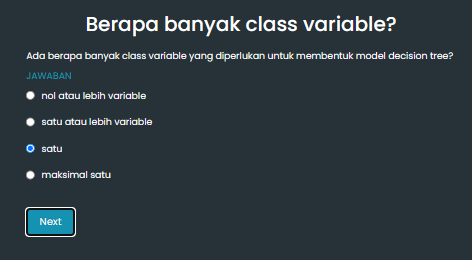 Berapa banyak class variable?
Ada berapa banyak class variable yang diperlukan untuk membentuk model decision tree?
JAWABAN
nol atau lebih variable
satu atau lebih variable
satu
maksimal satu
Next